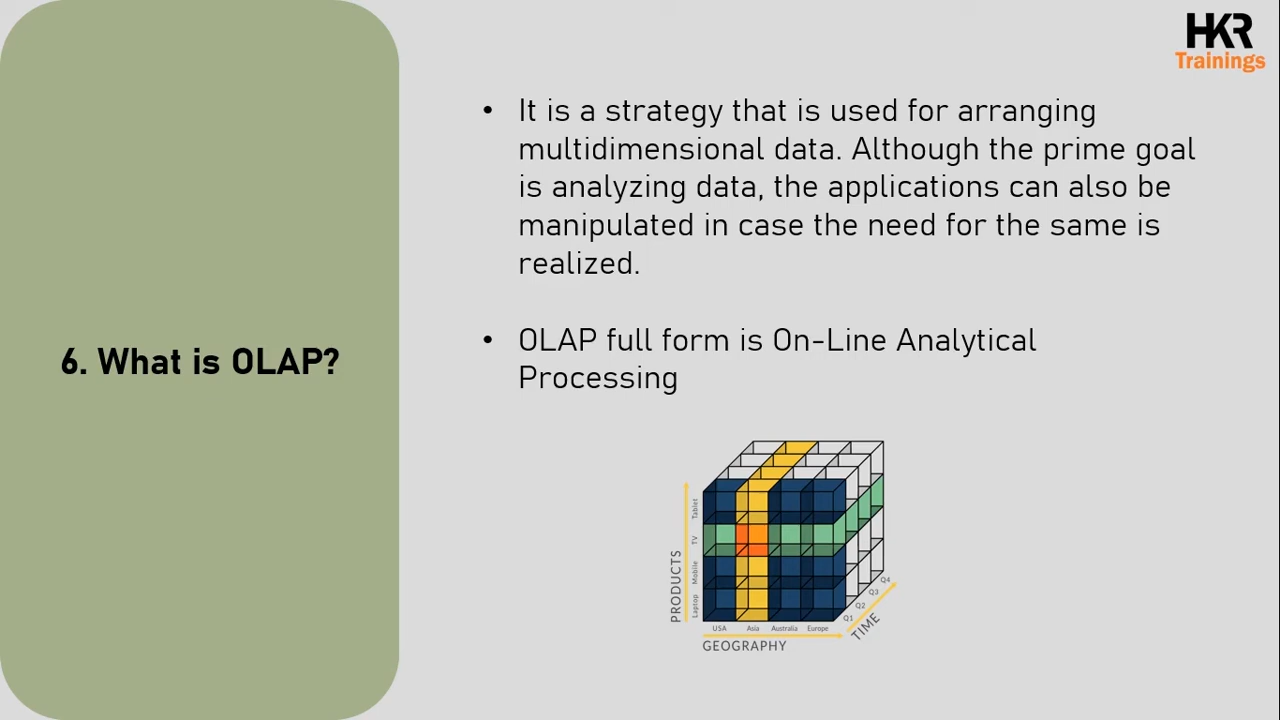 HKR
Trainings
• It is a strategy that is used for arranging
multidimensional data. Although the prime goal
is analyzing data, the applications can also be
manipulated in case the need for the same is
realized.
6. What is OLAP?
• OLAP full form is On-Line Analytical
Processing
PRODUCTS
Tablet
TV
Mobile
Laptop
USA Asia Australia Europe
GEOGRAPHY
Q1
Q2
Q3
Q4
TIME